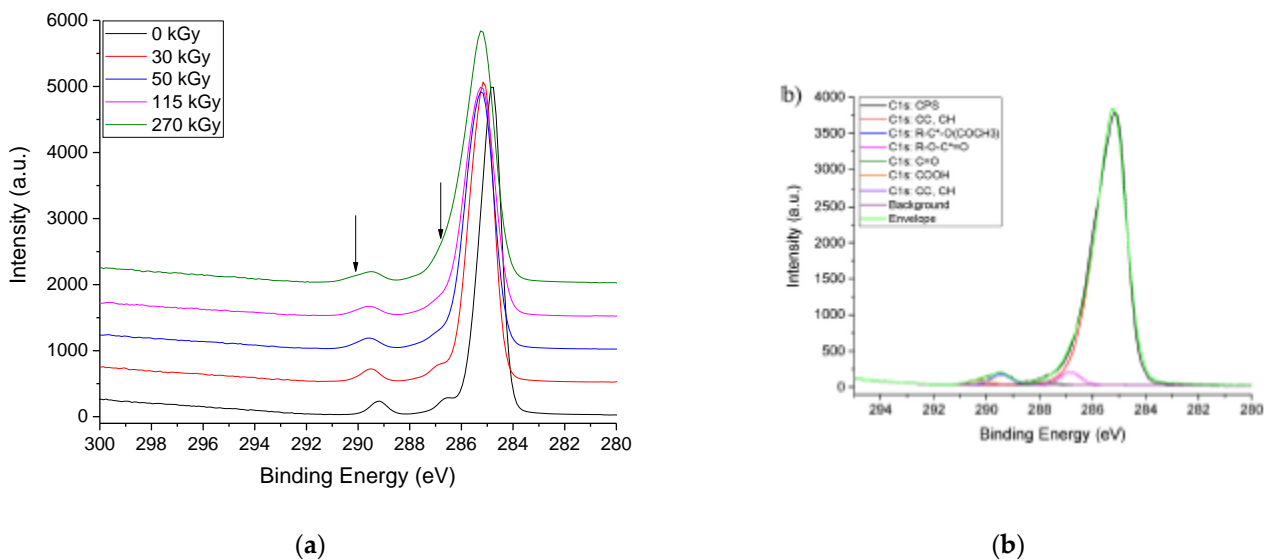 6000
5000
4000
3000
2000
1000
0
Intensity (a.u.)
0 kGy
30 kGy
50 kGy
115 kGy
270 kGy
300 298 296 294 292 290 288 286 284 282 280
Binding Energy (eV)
(a)
b)
4000
3500
3000
2500
2000
1500
1000
500
0
Intensity (a.u.)
C1s: CPS
C1s: CC, CH
C1s: R-C*-O(COCH3)
C1s: R-O-C*=O
C1s: C=O
C1s: COOH
C1s: CC, CH
Background
Envelope
294 292 290 288 286 284 282 280
Binding Energy (eV)
(b)